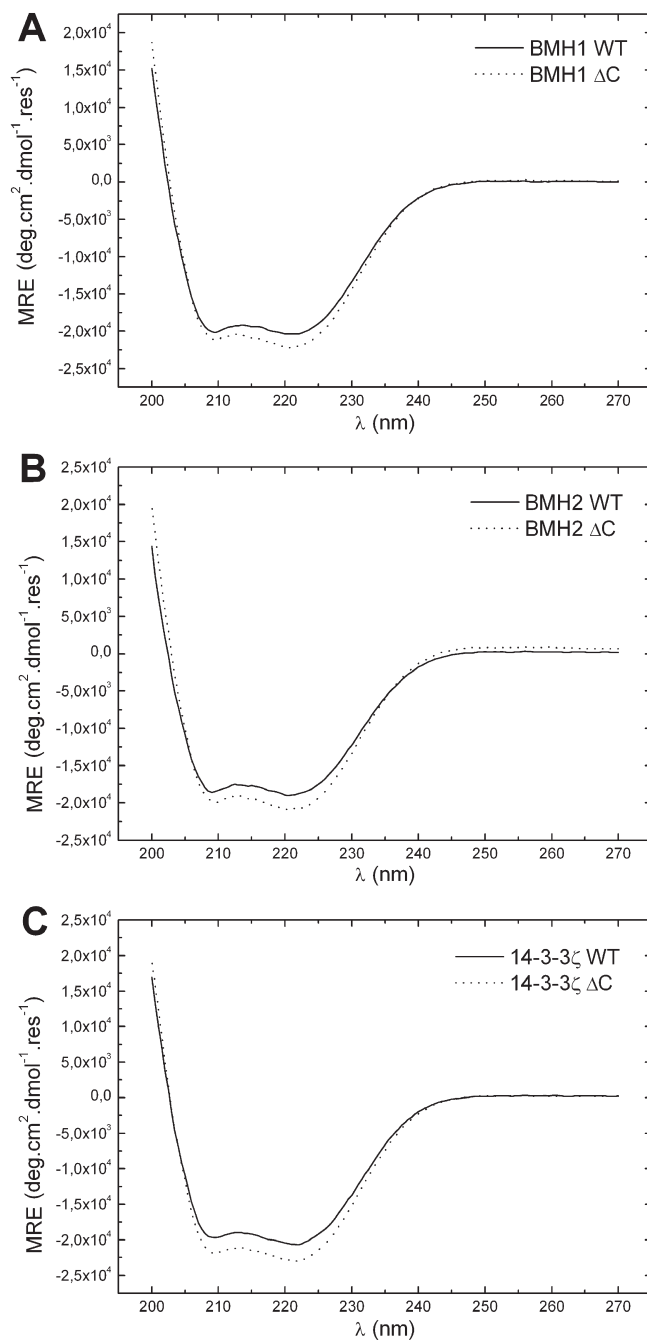 A
BMH1 WT
BMH1 ΔC
MRE (deg.cm².dmol⁻¹.res⁻¹)
2,0x10⁴
1,5x10⁴
1,0x10⁴
5,0x10³
0,0
-5,0x10³
-1,0x10⁴
-1,5x10⁴
-2,0x10⁴
-2,5x10⁴
200 210 220 230 240 250 260 270
λ (nm)
B
BMH2 WT
BMH2 ΔC
MRE (deg.cm².dmol⁻¹.res⁻¹)
2,5x10⁴
2,0x10⁴
1,5x10⁴
1,0x10⁴
5,0x10³
0,0
-5,0x10³
-1,0x10⁴
-1,5x10⁴
-2,0x10⁴
-2,5x10⁴
200 210 220 230 240 250 260 270
λ (nm)
C
14-3-3ζ WT
14-3-3ζ ΔC
MRE (deg.cm².dmol⁻¹.res⁻¹)
2,5x10⁴
2,0x10⁴
1,5x10⁴
1,0x10⁴
5,0x10³
0,0
-5,0x10³
-1,0x10⁴
-1,5x10⁴
-2,0x10⁴
-2,5x10⁴
200 210 220 230 240 250 260 270
λ (nm)